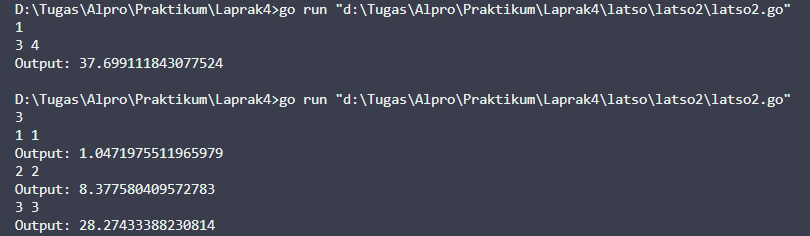 D:\Tugas\Alpro\Praktikum\Laprak4>go run "d:\Tugas\Alpro\Praktikum\Laprak4\latso\latso2\latso2.go"
1
3 4
Output: 37.699111843077524
D:\Tugas\Alpro\Praktikum\Laprak4>go run "d:\Tugas\Alpro\Praktikum\Laprak4\latso\latso2\latso2.go"
3
1 1
Output: 1.0471975511965979
2 2
Output: 8.377580409572783
3 3
Output: 28.27433388230814